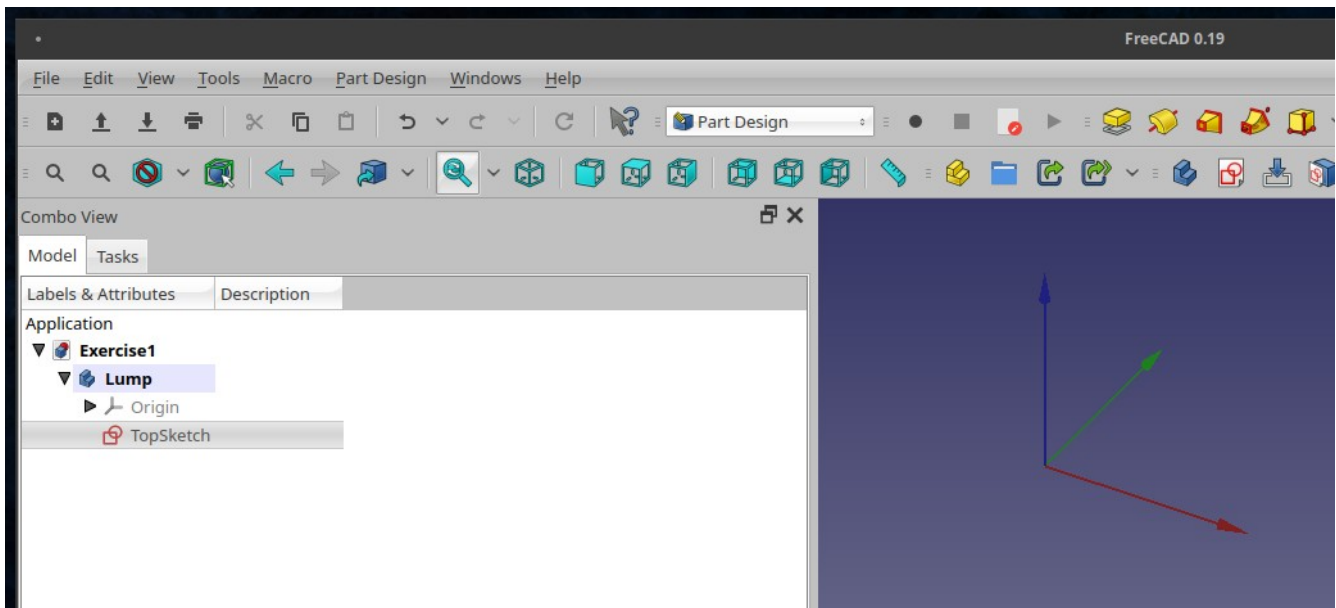 FreeCAD 0.19
File Edit View Tools Macro Part Design Windows Help
Part Design
Combo View
Model Tasks
Labels & Attributes Description
Application
Exercise1
Lump
Origin
TopSketch